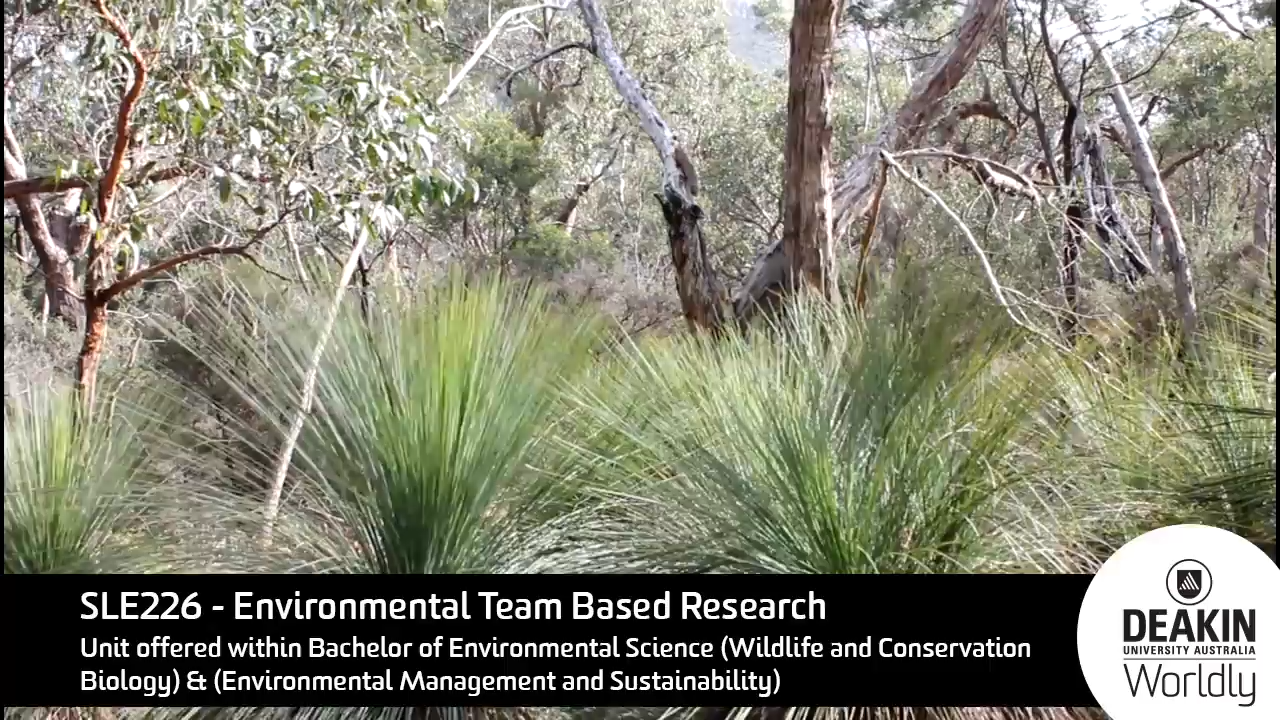 SLE226 - Environmental Team Based Research
Unit offered within Bachelor of Environmental Science (Wildlife and Conservation
Biology) & (Environmental Management and Sustainability)
DEAKIN
UNIVERSITY AUSTRALIA
Worldly